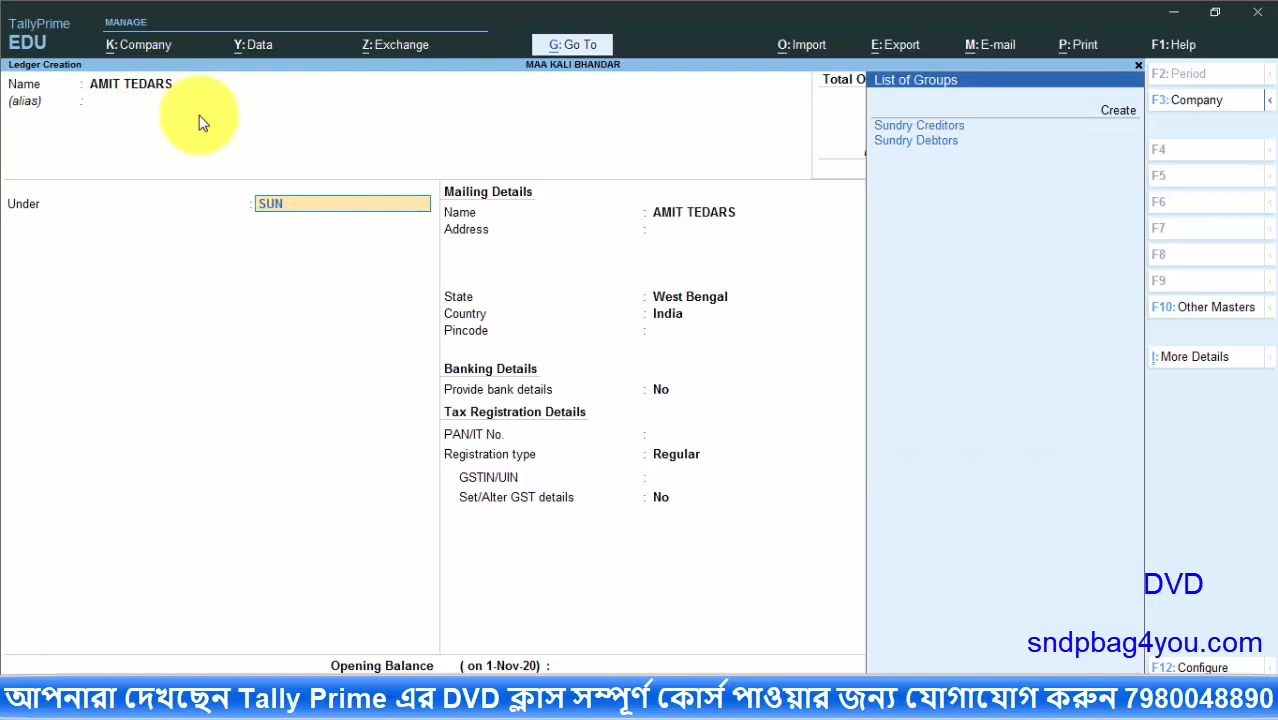 TallyPrime
EDU
MANAGE
K: Company Y: Data Z: Exchange G: Go To O: Import E: Export M: E-mail P: Print F1: Help
Ledger Creation MAA KALI BHANDAR
Name : AMIT TEDARS
(alias) :
Total O
List of Groups
Create
Sundry Creditors
Sundry Debtors
Under : SUN
Mailing Details
Name : AMIT TEDARS
Address :
State : West Bengal
Country : India
Pincode :
Banking Details
Provide bank details : No
Tax Registration Details
PAN/IT No. :
Registration type : Regular
GSTIN/UIN :
Set/Alter GST details : No
Opening Balance ( on 1-Nov-20) :
F2: Period
F3: Company
F4
F5
F6
F7
F8
F9
F10: Other Masters
I: More Details
F12: Configure
DVD
sndpbag4you.com
আপনারা দেখছেন Tally Prime এর DVD ক্লাস সম্পূর্ণ কোর্স পাওয়ার জন্য যোগাযোগ করুন 7980048890